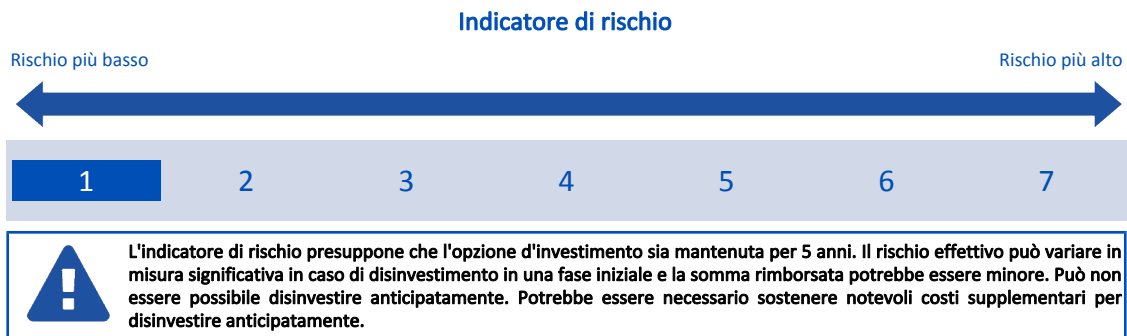 Indicatore di rischio
Rischio più basso
Rischio più alto
1 2 3 4 5 6 7
L'indicatore di rischio presuppone che l'opzione d'investimento sia mantenuta per 5 anni. Il rischio effettivo può variare in
misura significativa in caso di disinvestimento in una fase iniziale e la somma rimborsata potrebbe essere minore. Può non
essere possibile disinvestire anticipatamente. Potrebbe essere necessario sostenere notevoli costi supplementari per
disinvestire anticipatamente.